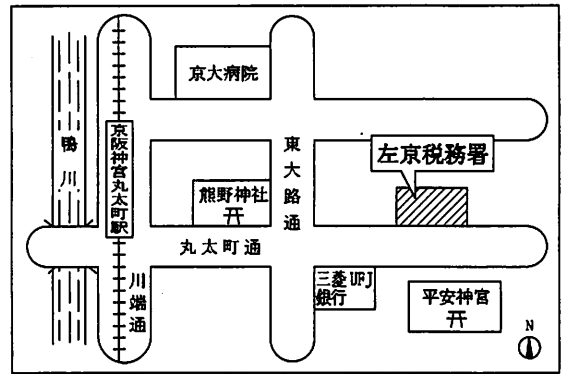 京大病院
鴨川
京阪神宮丸太町駅
東大路通
左京税務署
熊野神社
丸太町通
川端通
三菱UFJ
銀行
平安神宮
N